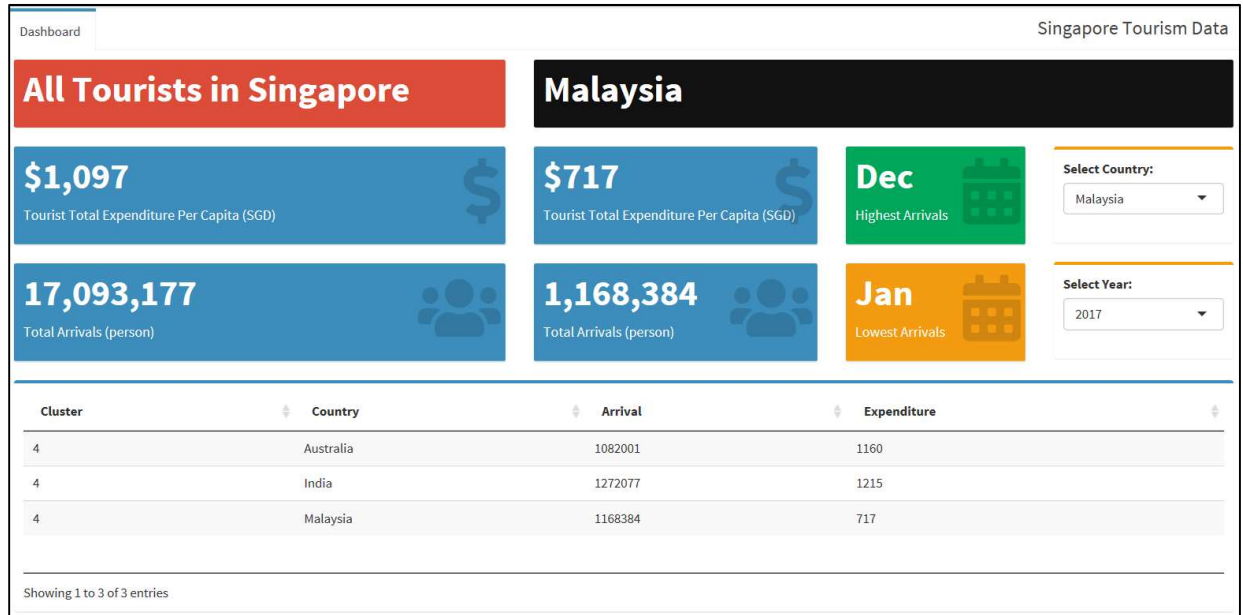 Dashboard
Singapore Tourism Data
All Tourists in Singapore
Malaysia
$1,097
Tourist Total Expenditure Per Capita (SGD)
$717
Tourist Total Expenditure Per Capita (SGD)
Dec
Highest Arrivals
Select Country:
Malaysia
17,093,177
Total Arrivals (person)
1,168,384
Total Arrivals (person)
Jan
Lowest Arrivals
Select Year:
2017
Cluster Country Arrival Expenditure
4 Australia 1082001 1160
4 India 1272077 1215
4 Malaysia 1168384 717
Showing 1 to 3 of 3 entries